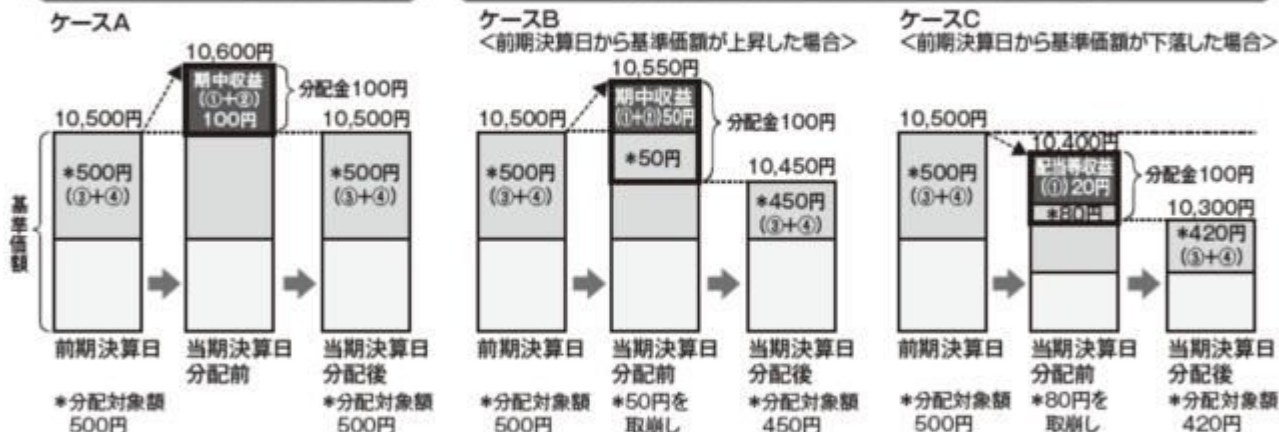 ケースA
10,600円
期中収益
(①+②)
100円
分配金100円
10,500円
10,500円
*500円
(③+④)
*500円
(③+④)
基準価額
前期決算日
当期決算日
分配前
当期決算日
分配後
*分配対象額
500円
*分配対象額
500円
ケースB
<前期決算日から基準価額が上昇した場合>
10,550円
期中収益
(①+②)50円
分配金100円
10,500円
*50円
10,450円
*500円
(③+④)
*450円
(③+④)
前期決算日
当期決算日
分配前
当期決算日
分配後
*分配対象額
500円
*50円を
取崩し
*分配対象額
450円
ケースC
<前期決算日から基準価額が下落した場合>
10,500円
10,400円
配当等収益
(①)20円
分配金100円
*80円
10,300円
*500円
(③+④)
*420円
(③+④)
前期決算日
当期決算日
分配前
当期決算日
分配後
*分配対象額
500円
*80円を
取崩し
*分配対象額
420円